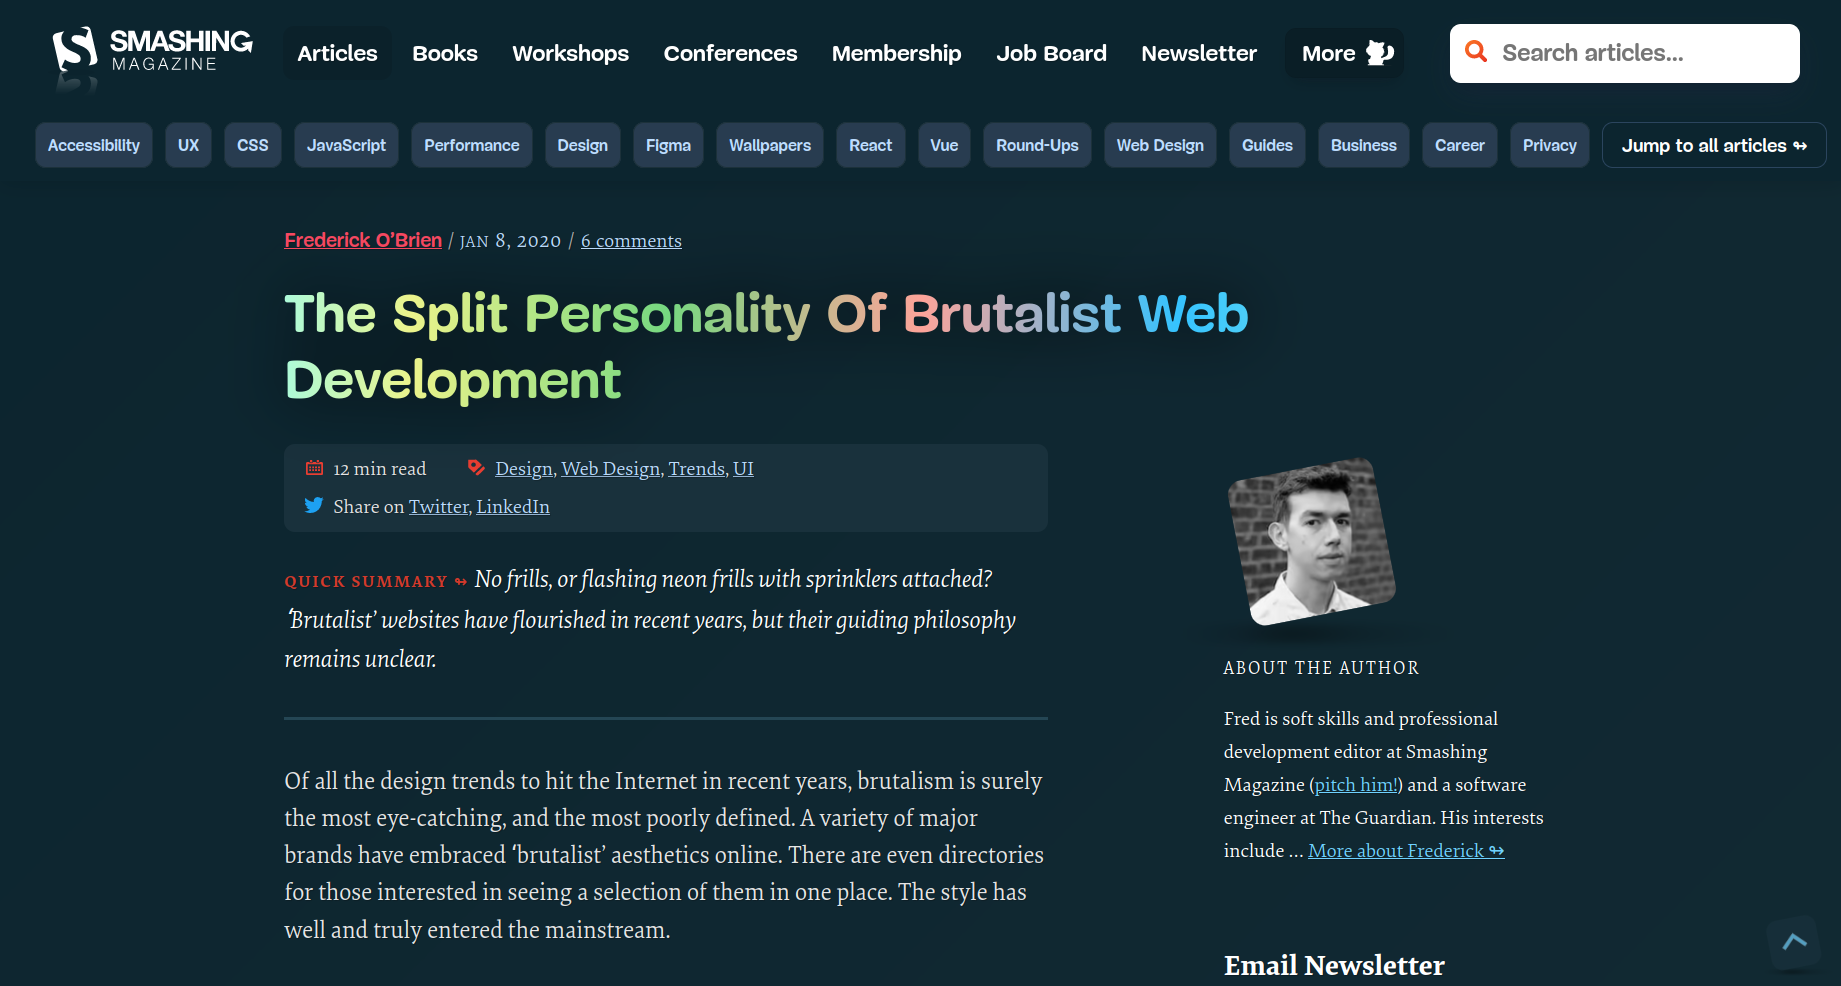 SMASHING
MAGAZINE
Articles Books Workshops Conferences Membership Job Board Newsletter More
Search articles...
Accessibility UX CSS JavaScript Performance Design Figma Wallpapers React Vue Round-Ups Web Design Guides Business Career Privacy Jump to all articles ↬
Frederick O’Brien / JAN 8, 2020 / 6 comments
The Split Personality Of Brutalist Web
Development
12 min read Design, Web Design, Trends, UI
Share on Twitter, LinkedIn
QUICK SUMMARY ↬ No frills, or flashing neon frills with sprinklers attached?
‘Brutalist’ websites have flourished in recent years, but their guiding philosophy
remains unclear.
Of all the design trends to hit the Internet in recent years, brutalism is surely
the most eye-catching, and the most poorly defined. A variety of major
brands have embraced ‘brutalist’ aesthetics online. There are even directories
for those interested in seeing a selection of them in one place. The style has
well and truly entered the mainstream.
ABOUT THE AUTHOR
Fred is soft skills and professional
development editor at Smashing
Magazine (pitch him!) and a software
engineer at The Guardian. His interests
include … More about Frederick ↬
Email Newsletter